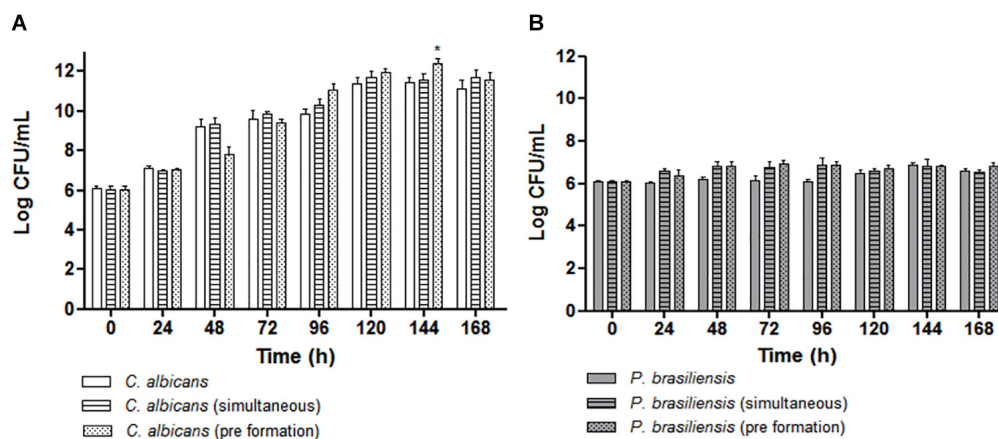 A
*
Log CFU/mL
12
10
8
6
4
2
0
0 24 48 72 96 120 144 168
Time (h)
C. albicans
C. albicans (simultaneous)
C. albicans (pre formation)
B
Log CFU/mL
12
10
8
6
4
2
0
0 24 48 72 96 120 144 168
Time (h)
P. brasiliensis
P. brasiliensis (simultaneous)
P. brasiliensis (pre formation)